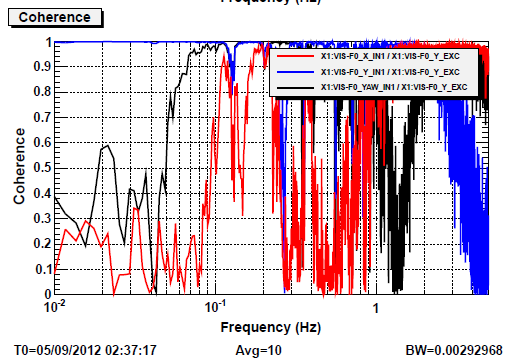 Frequency (Hz)
Coherence
X1:VIS-F0_X_IN1 / X1:VIS-F0_Y_EXC
X1:VIS-F0_Y_IN1 / X1:VIS-F0_Y_EXC
X1:VIS-F0_YAW_IN1 / X1:VIS-F0_Y_EXC
Coherence
1
0.9
0.8
0.7
0.6
0.5
0.4
0.3
0.2
0.1
0
10-2
10-1
1
Frequency (Hz)
T0=05/09/2012 02:37:17
Avg=10
BW=0.00292968